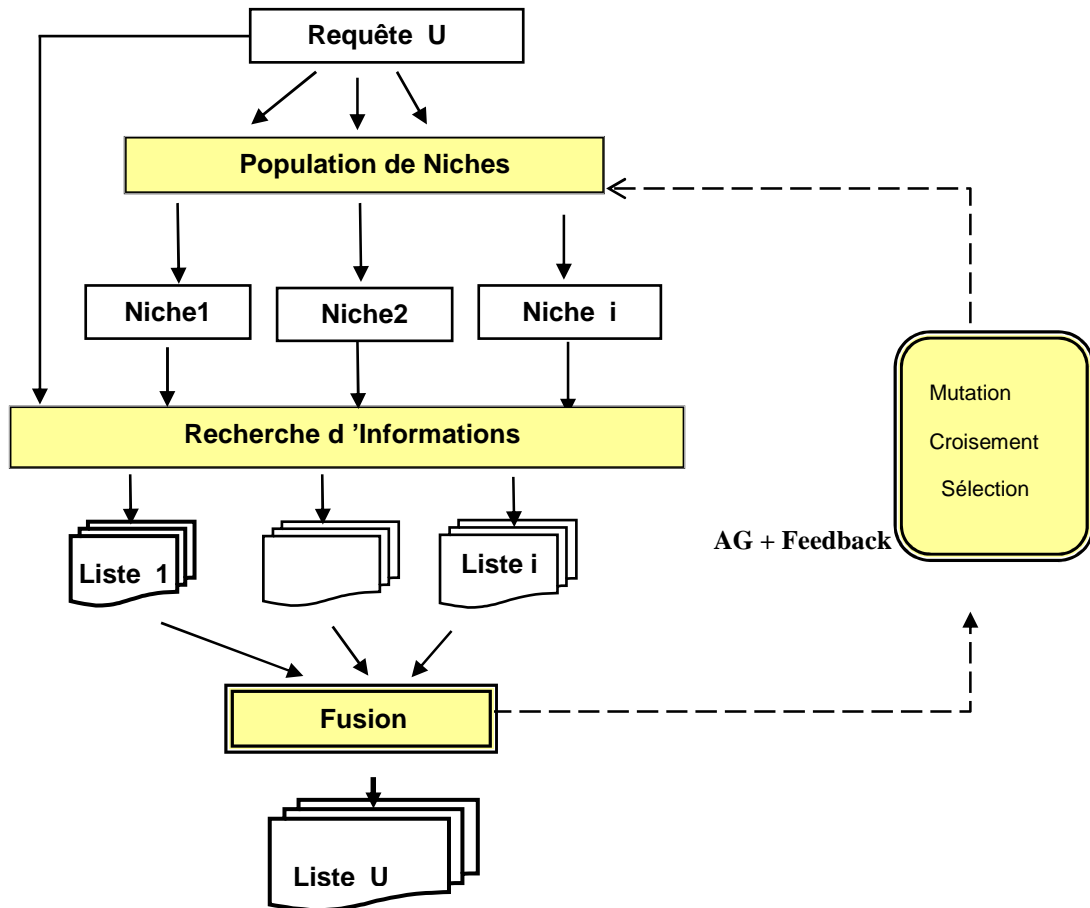 Requête U
Population de Niches
Niche1
Niche2
Niche i
Recherche d 'Informations
Mutation
Croisement
Sélection
AG + Feedback
Liste 1
Liste i
Fusion
Liste U